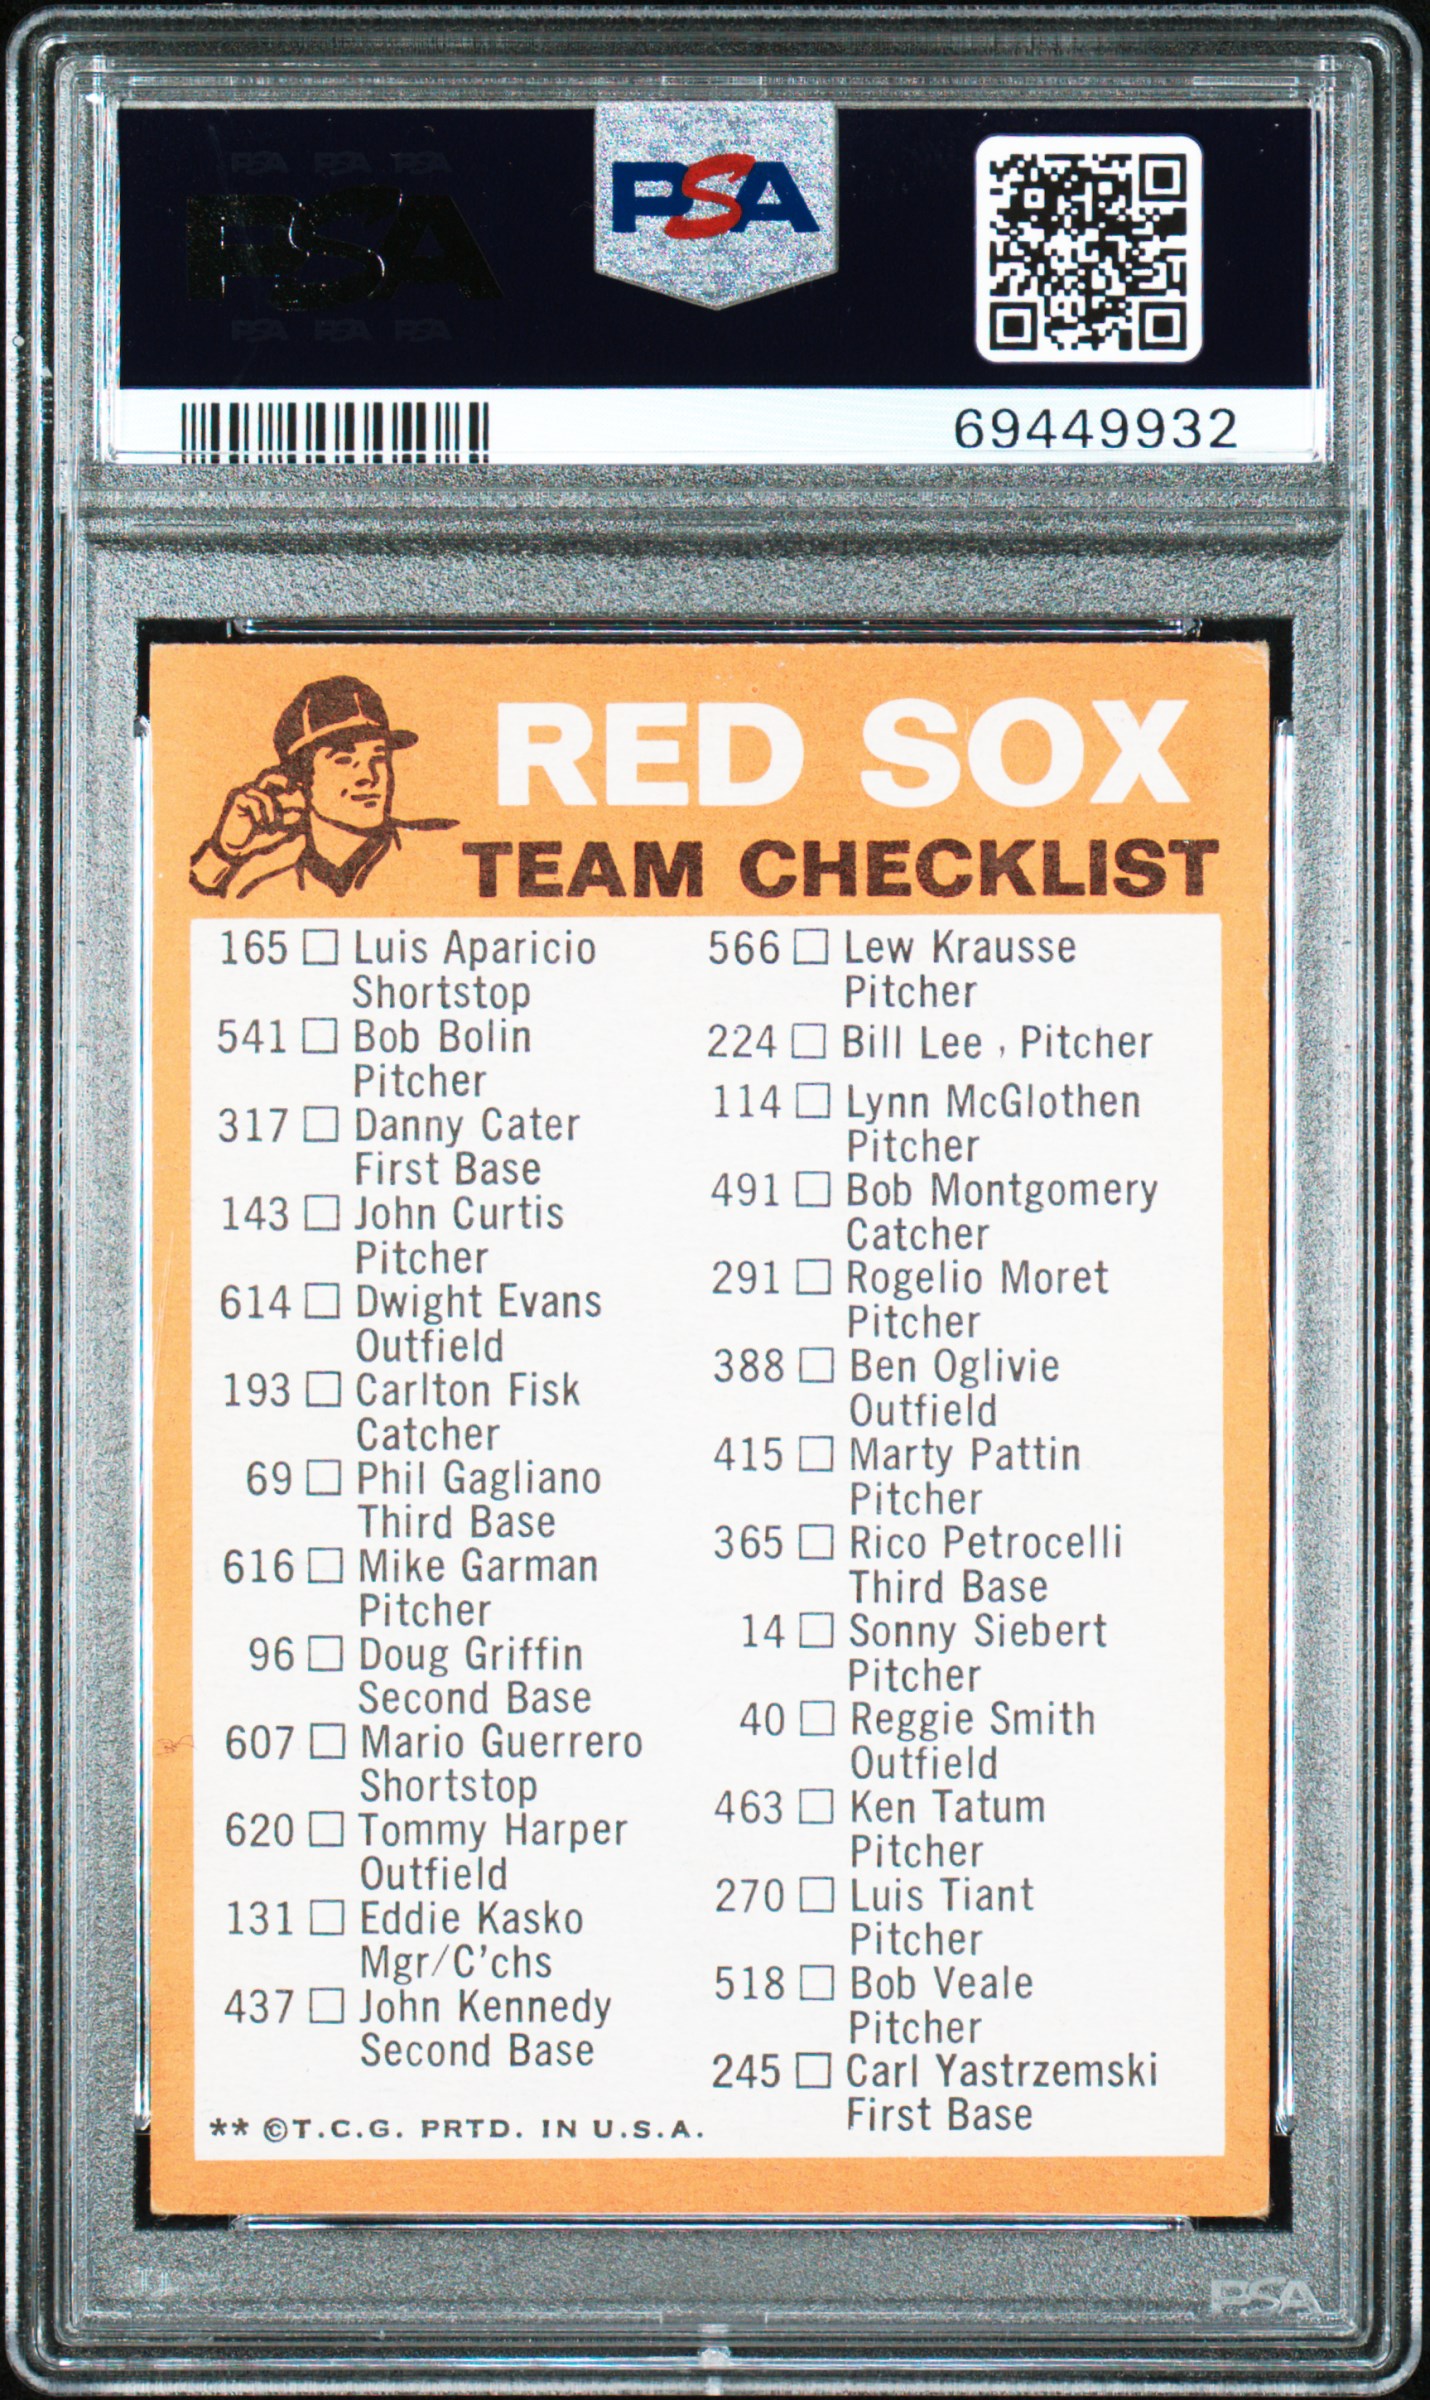 PSA PSA PSA
PSA
PSA PSA PSA
PSA
69449932
RED SOX
TEAM CHECKLIST
165 Luis Aparicio
Shortstop
541 Bob Bolin
Pitcher
317 Danny Cater
First Base
143 John Curtis
Pitcher
614 Dwight Evans
Outfield
193 Carlton Fisk
Catcher
69 Phil Gagliano
Third Base
616 Mike Garman
Pitcher
96 Doug Griffin
Second Base
607 Mario Guerrero
Shortstop
620 Tommy Harper
Outfield
131 Eddie Kasko
Mgr/C'chs
437 John Kennedy
Second Base
566 Lew Krausse
Pitcher
224 Bill Lee, Pitcher
114 Lynn McGlothen
Pitcher
491 Bob Montgomery
Catcher
291 Rogelio Moret
Pitcher
388 Ben Oglivie
Outfield
415 Marty Pattin
Pitcher
365 Rico Petrocelli
Third Base
14 Sonny Siebert
Pitcher
40 Reggie Smith
Outfield
463 Ken Tatum
Pitcher
270 Luis Tiant
Pitcher
518 Bob Veale
Pitcher
245 Carl Yastrzemski
First Base
** ©T.C.G. PRTD. IN U.S.A.
PSA